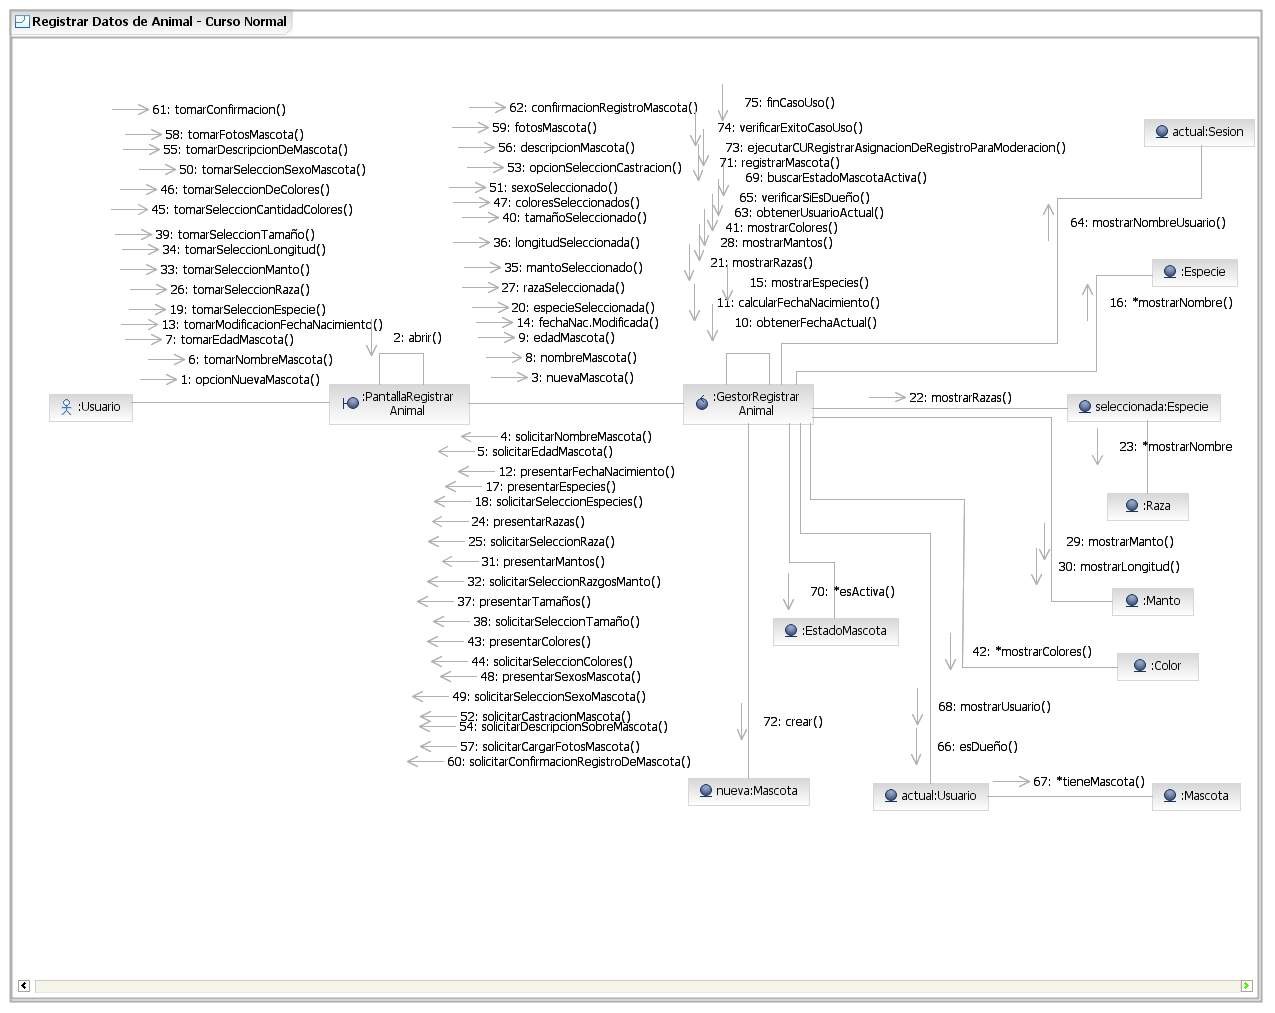 Registrar Datos de Animal - Curso Normal
61: tomarConfirmacion()
58: tomarFotosMascota()
55: tomarDescripcionDeMascota()
50: tomarSeleccionSexoMascota()
46: tomarSeleccionDeColores()
45: tomarSeleccionCantidadColores()
39: tomarSeleccionTamaño()
34: tomarSeleccionLongitud()
33: tomarSeleccionManto()
26: tomarSeleccionRaza()
19: tomarSeleccionEspecie()
13: tomarModificacionFechaNacimiento()
7: tomarEdadMascota()
6: tomarNombreMascota()
1: opcionNuevaMascota()
2: abrir()
62: confirmacionRegistroMascota()
59: fotosMascota()
56: descripcionMascota()
53: opcionSeleccionCastracion()
51: sexoSeleccionado()
47: coloresSeleccionados()
40: tamañoSeleccionado()
36: longitudSeleccionada()
35: mantoSeleccionado()
27: razaSeleccionada()
20: especieSeleccionada()
14: fechaNac.Modificada()
9: edadMascota()
8: nombreMascota()
3: nuevaMascota()
75: finCasoUso()
74: verificarExitoCasoUso()
73: ejecutarCURegistrarAsignacionDeRegistroParaModeracion()
71: registrarMascota()
69: buscarEstadoMascotaActiva()
65: verificarSiEsDueño()
63: obtenerUsuarioActual()
41: mostrarColores()
28: mostrarMantos()
21: mostrarRazas()
15: mostrarEspecies()
11: calcularFechaNacimiento()
10: obtenerFechaActual()
actual:Sesion
64: mostrarNombreUsuario()
:Especie
16: *mostrarNombre()
:Usuario
:PantallaRegistrar
Animal
:GestorRegistrar
Animal
22: mostrarRazas()
seleccionada:Especie
23: *mostrarNombre
:Raza
4: solicitarNombreMascota()
5: solicitarEdadMascota()
12: presentarFechaNacimiento()
17: presentarEspecies()
18: solicitarSeleccionEspecies()
24: presentarRazas()
25: solicitarSeleccionRaza()
31: presentarMantos()
32: solicitarSeleccionRazgosManto()
37: presentarTamaños()
38: solicitarSeleccionTamaño()
43: presentarColores()
44: solicitarSeleccionColores()
48: presentarSexosMascota()
49: solicitarSeleccionSexoMascota()
52: solicitarCastracionMascota()
54: solicitarDescripcionSobreMascota()
57: solicitarCargarFotosMascota()
60: solicitarConfirmacionRegistroDeMascota()
29: mostrarManto()
30: mostrarLongitud()
:Manto
70: *esActiva()
:EstadoMascota
42: *mostrarColores()
:Color
72: crear()
nueva:Mascota
68: mostrarUsuario()
66: esDueño()
actual:Usuario
67: *tieneMascota()
:Mascota